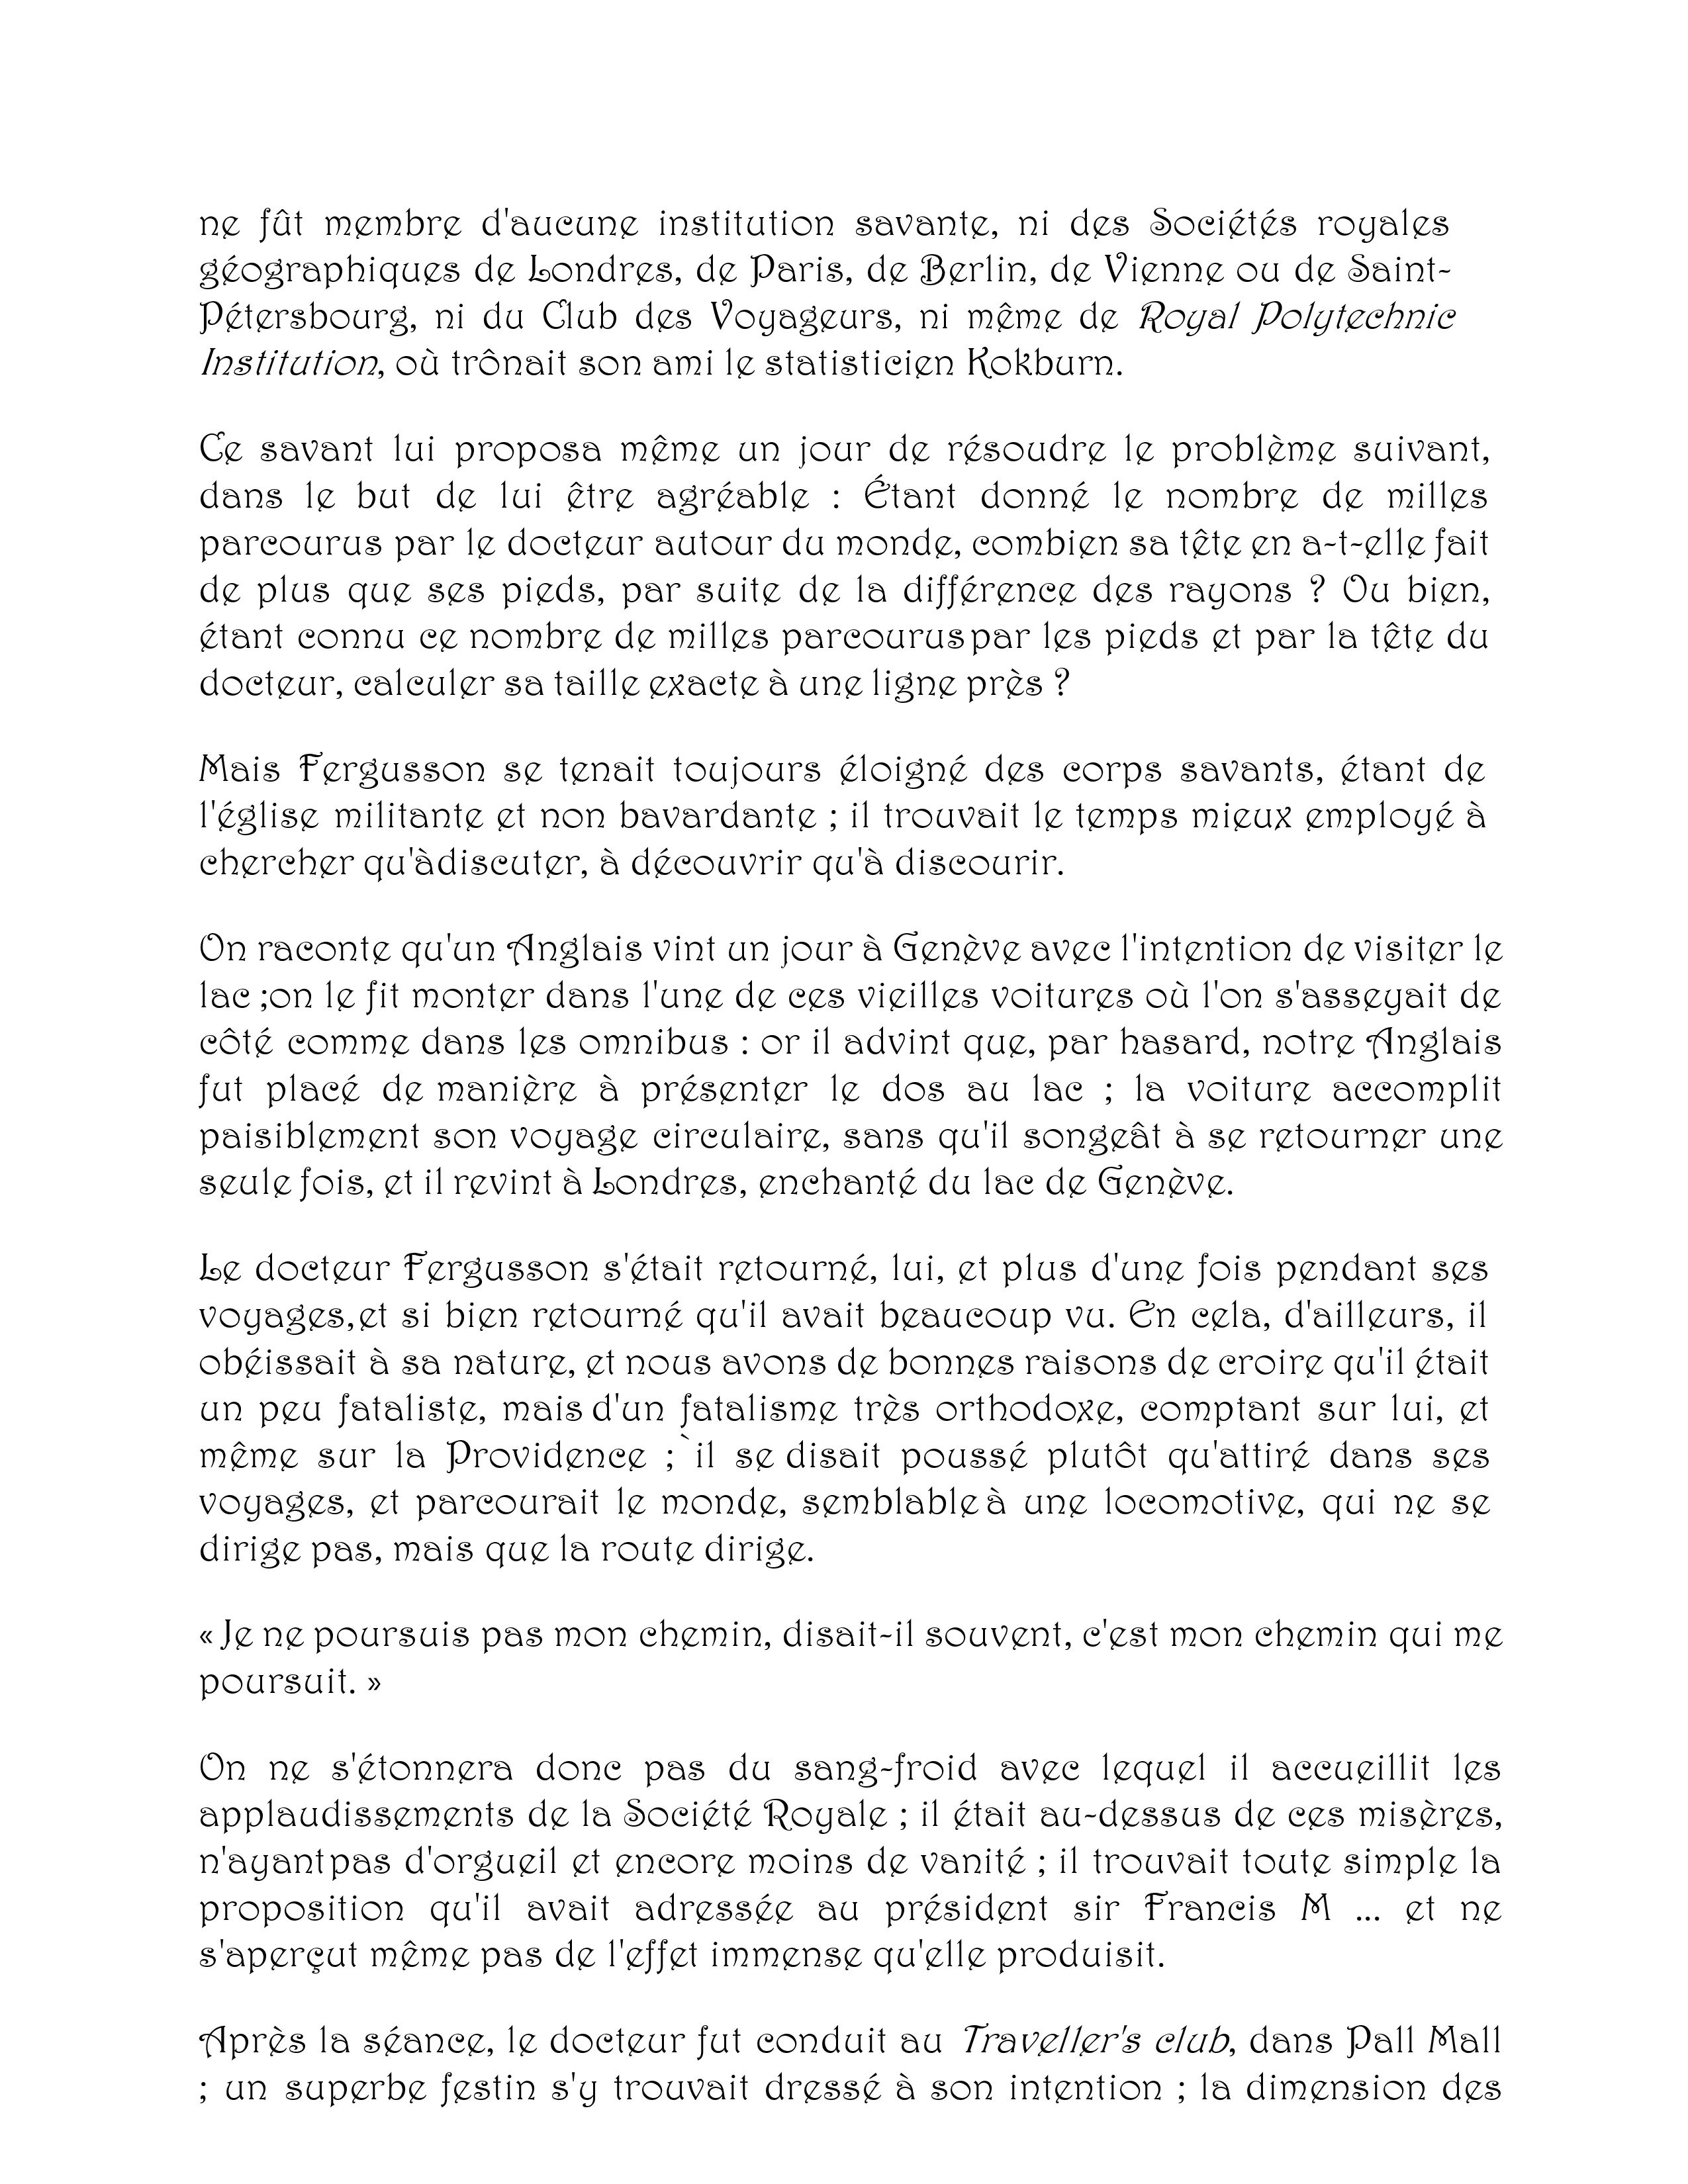 ne fût membre d'aucune institution savante, ni des Sociétés royales
géographiques de Londres, de Paris, de Berlin, de Vienne ou de Saint-
Pétersbourg, ni du Club des Voyageurs, ni même de Royal Polytechnic
Institution, où trônait son ami le statisticien Kokburn.
Ce savant lui proposa même un jour de résoudre le problème suivant,
dans le but de lui être agréable : Étant donné le nombre de milles
parcourus par le docteur autour du monde, combien sa tête en a-t-elle fait
de plus que ses pieds, par suite de la différence des rayons ? Ou bien,
étant connu ce nombre de milles parcouruspar les pieds et par la tête du
docteur, calculer sa taille exacte à une ligne près ?
Mais Fergusson se tenait toujours éloigné des corps savants, étant de
l'église militante et non bavardante ; il trouvait le temps mieux employé à
chercher qu'àdiscuter, à découvrir qu'à discourir.
On raconte qu'un Anglais vint un jour à Genève avec l'intention de visiter le
lac ;on le fit monter dans l'une de ces vieilles voitures où l'on s'asseyait de
côté comme dans les omnibus : or il advint que, par hasard, notre Anglais
fut placé de manière à présenter le dos au lac ; la voiture accomplit
paisiblement son voyage circulaire, sans qu'il songeât à se retourner une
seule fois, et il revint à Londres, enchanté du lac de Genève.
Le docteur Fergusson s'était retourné, lui, et plus d'une fois pendant ses
voyages,et si bien retourné qu'il avait beaucoup vu. En cela, d'ailleurs, il
obéissait à sa nature, et nous avons de bonnes raisons de croire qu'il était
un peu fataliste, mais d'un fatalisme très orthodoxe, comptant sur lui, et
même sur la Providence ;`il se disait poussé plutôt qu'attiré dans ses
voyages, et parcourait le monde, semblable à une locomotive, qui ne se
dirige pas, mais que la route dirige.
« Je ne poursuis pas mon chemin, disait-il souvent, c'est mon chemin qui me
poursuit. »
On ne s'étonnera donc pas du sang-froid avec lequel il accueillit les
applaudissements de la Société Royale ; il était au-dessus de ces misères,
n'ayantpas d'orgueil et encore moins de vanité ; il trouvait toute simple la
proposition qu'il avait adressée au président sir Francis M ... et ne
s'aperçut même pas de l'effet immense qu'elle produisit.
Après la séance, le docteur fut conduit au Traveller's club, dans Pall Mall
; un superbe festin s'y trouvait dressé à son intention ; la dimension des